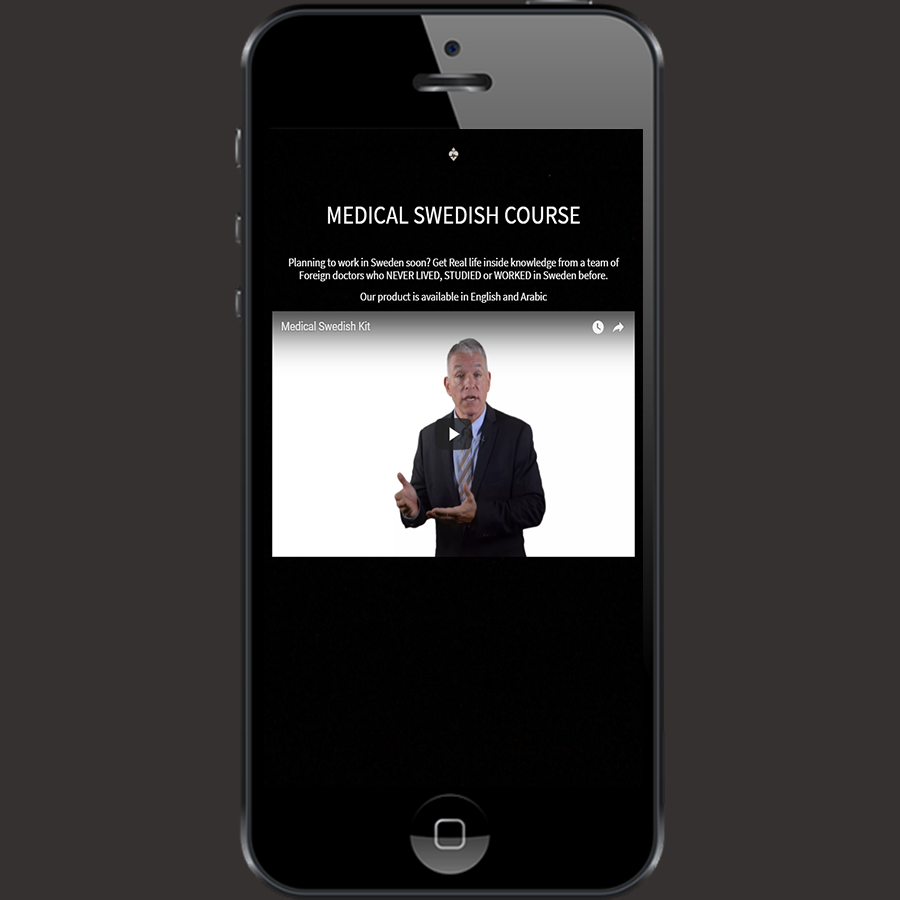 MEDICAL SWEDISH COURSE
Planning to work in Sweden soon? Get Real life inside knowledge from a team of
Foreign doctors who NEVER LIVED, STUDIED or WORKED in Sweden before.
Our product is available in English and Arabic
Medical Swedish Kit